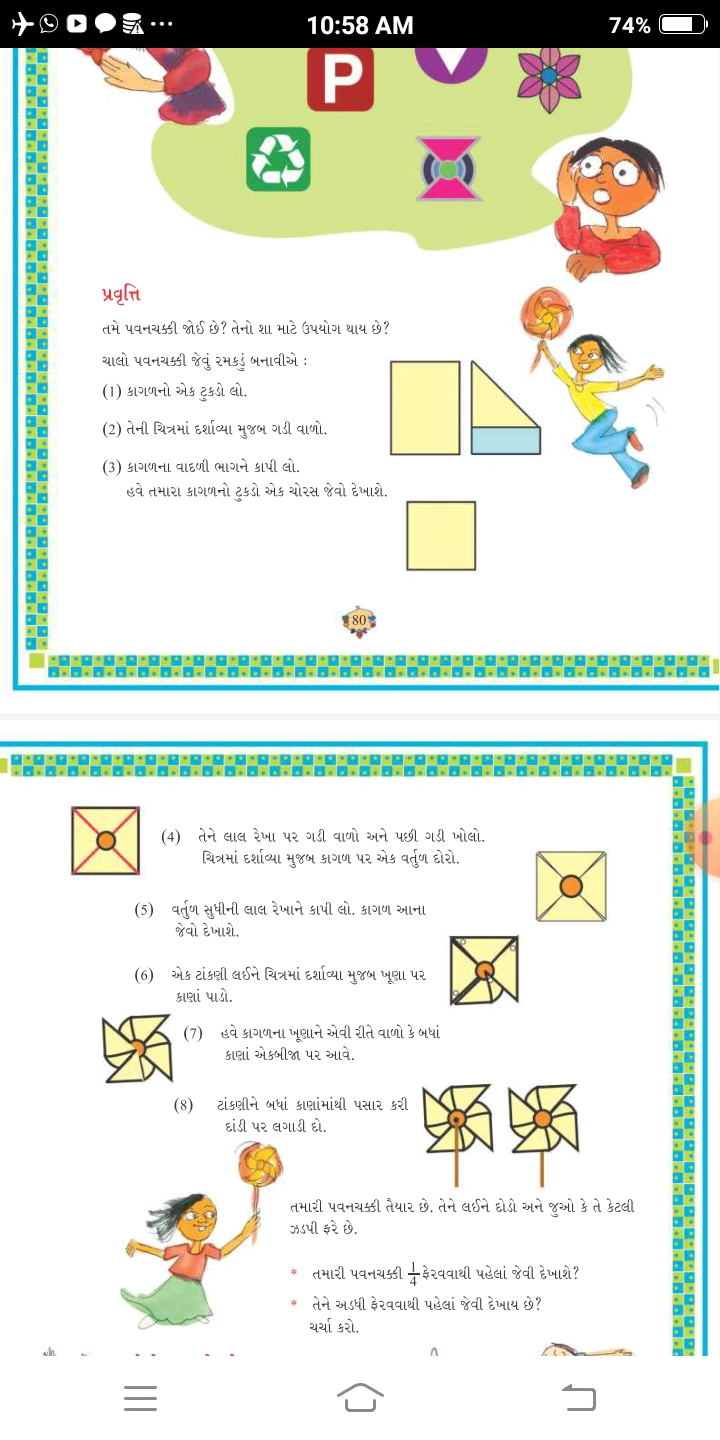 10:58 AM
74%
P
પ્રવૃત્તિ
તમે પવનચક્કી જોઈ છે? તેનો શા માટે ઉપયોગ થાય છે?
ચાલો પવનચક્કી જેવું રમકડું બનાવીએ :
(1) કાગળનો એક ટુકડો લો.
(2) તેની ચિત્રમાં દર્શાવ્યા મુજબ ગડી વાળો.
(3) કાગળના વાદળી ભાગને કાપી લો.
હવે તમારા કાગળનો ટુકડો એક ચોરસ જેવો દેખાશે.
80
(4) તેને લાલ રેખા પર ગડી વાળો અને પછી ગડી ખોલો.
ચિત્રમાં દર્શાવ્યા મુજબ કાગળ પર એક વર્તુળ દોરો.
(5) વર્તુળ સુધીની લાલ રેખાને કાપી લો. કાગળ આના
જેવો દેખાશે.
(6) એક ટાંકણી લઈને ચિત્રમાં દર્શાવ્યા મુજબ ખૂણા પર
કાણાં પાડો.
(7) હવે કાગળના ખૂણાને એવી રીતે વાળો કે બધાં
કાણાં એકબીજા પર આવે.
(8) ટાંકણીને બધાં કાણાંમાંથી પસાર કરી
દાંડી પર લગાડી દો.
તમારી પવનચક્કી તૈયાર છે. તેને લઈને દોડો અને જુઓ કે તે કેટલી
ઝડપી ફરે છે.
* તમારી પવનચક્કી 1/4 ફેરવવાથી પહેલાં જેવી દેખાશે?
* તેને અડધી ફેરવવાથી પહેલાં જેવી દેખાય છે?
ચર્ચા કરો.